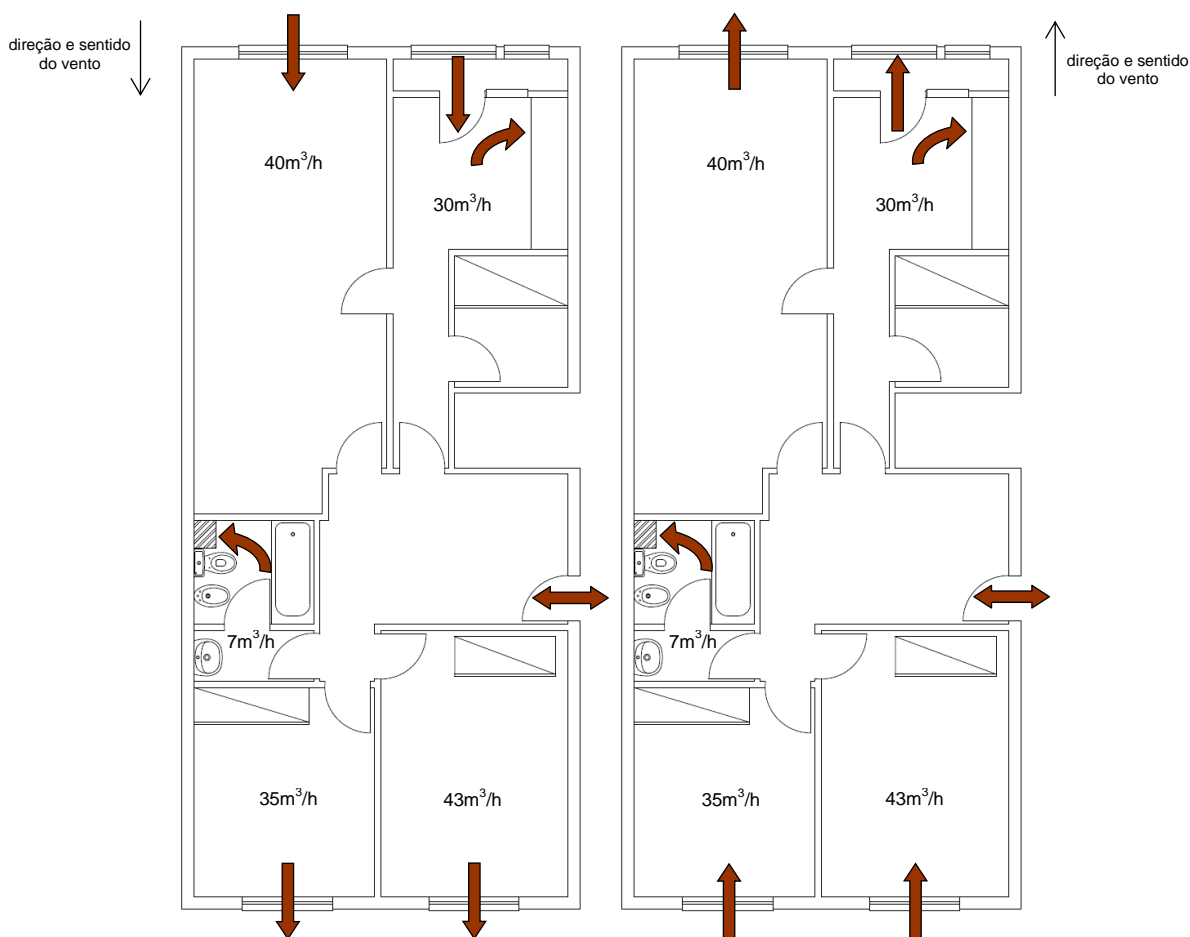 direção e sentido
do vento
40m³/h
30m³/h
7m³/h
35m³/h
43m³/h
direção e sentido
do vento
40m³/h
30m³/h
7m³/h
35m³/h
43m³/h